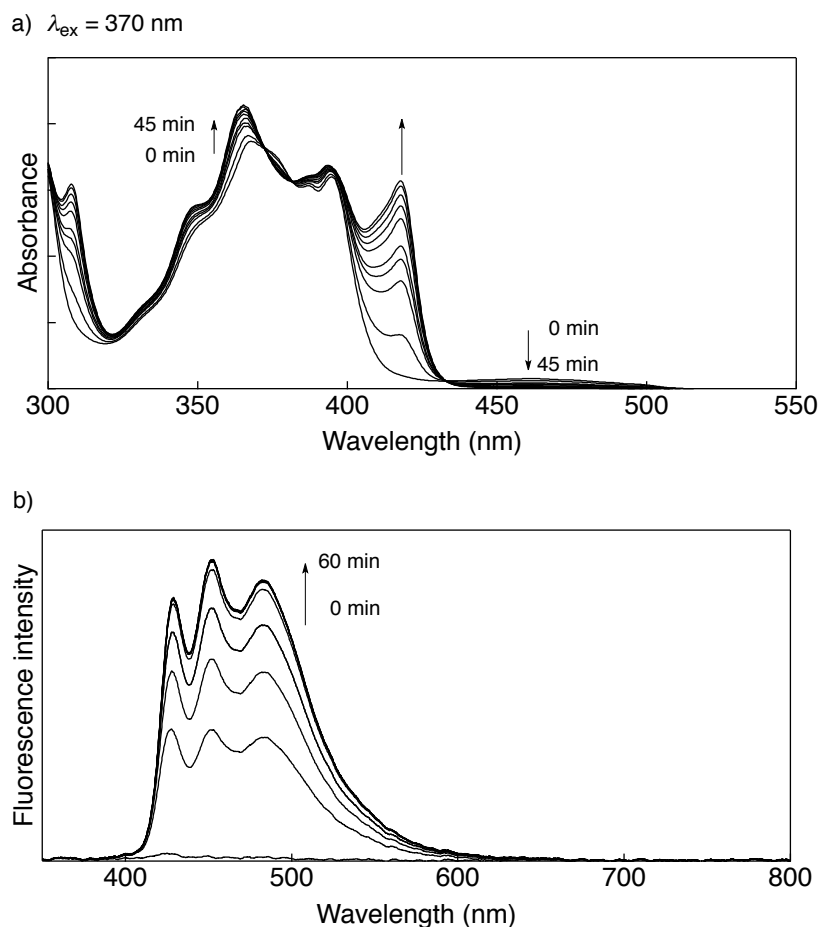 a) λex = 370 nm
45 min
0 min
0 min
45 min
Absorbance
300 350 400 450 500 550
Wavelength (nm)
b)
60 min
0 min
Fluorescence intensity
400 500 600 700 800
Wavelength (nm)